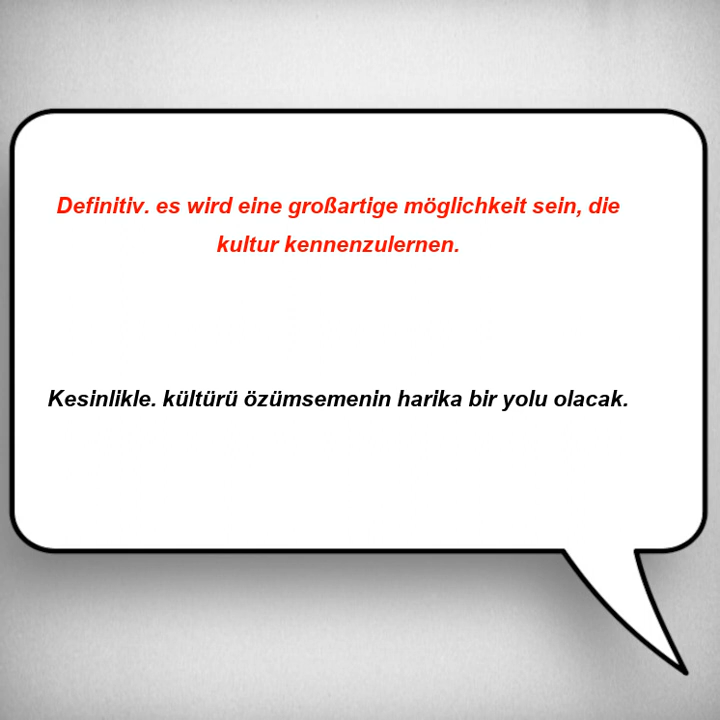 Definitiv. es wird eine großartige möglichkeit sein, die
kultur kennenzulernen.
Kesinlikle. kültürü özümsemenin harika bir yolu olacak.